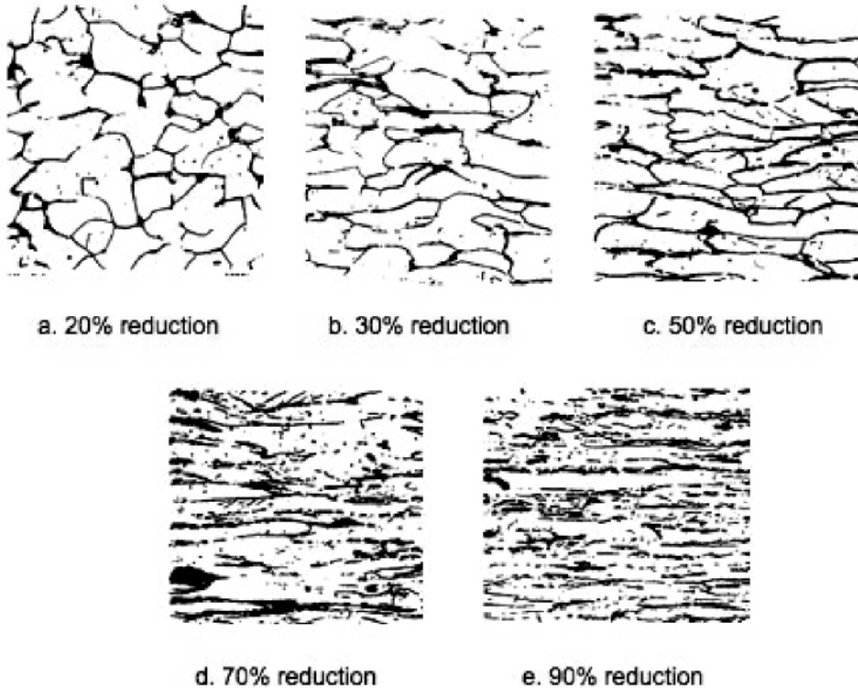 a. 20% reduction
b. 30% reduction
c. 50% reduction
d. 70% reduction
e. 90% reduction